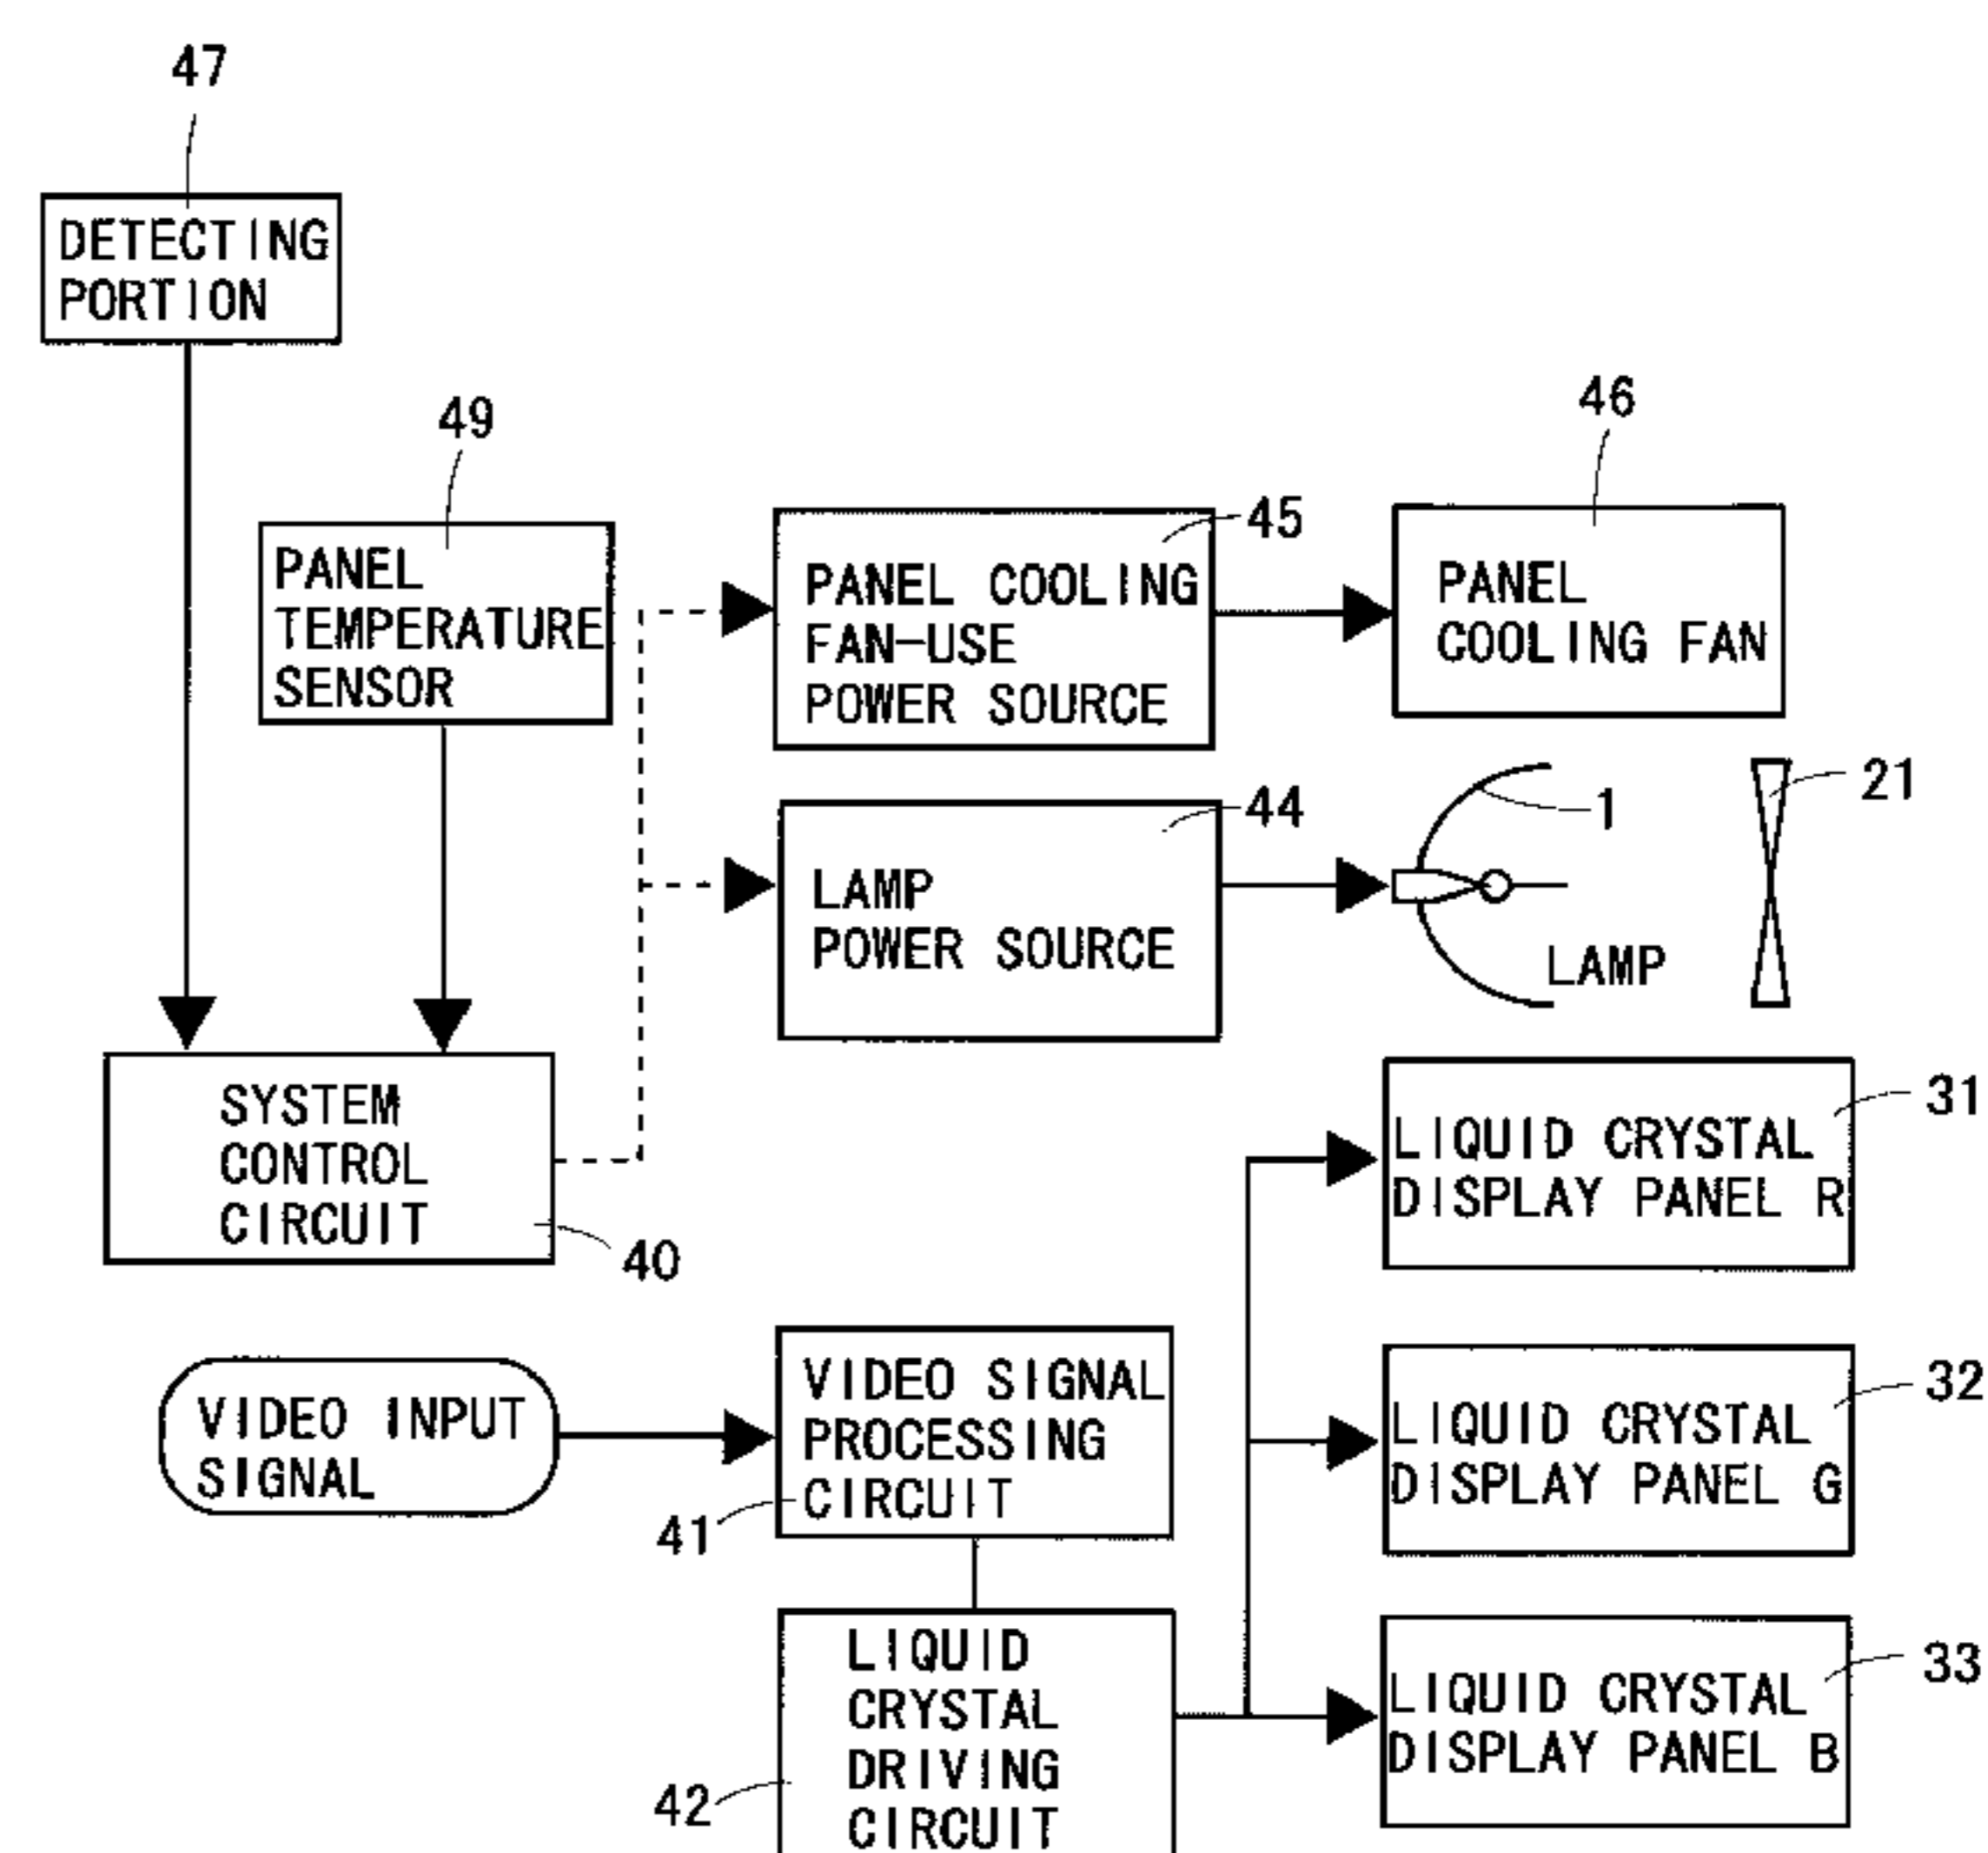 47
DETECTING
PORTION
49
PANEL
TEMPERATURE
SENSOR
45
PANEL COOLING
FAN-USE
POWER SOURCE
46
PANEL
COOLING FAN
44
LAMP
POWER SOURCE
1
LAMP
21
SYSTEM
CONTROL
CIRCUIT
40
31
LIQUID CRYSTAL
DISPLAY PANEL R
VIDEO INPUT
SIGNAL
VIDEO SIGNAL
PROCESSING
CIRCUIT
41
32
LIQUID CRYSTAL
DISPLAY PANEL G
LIQUID
CRYSTAL
DRIVING
CIRCUIT
42
33
LIQUID CRYSTAL
DISPLAY PANEL B